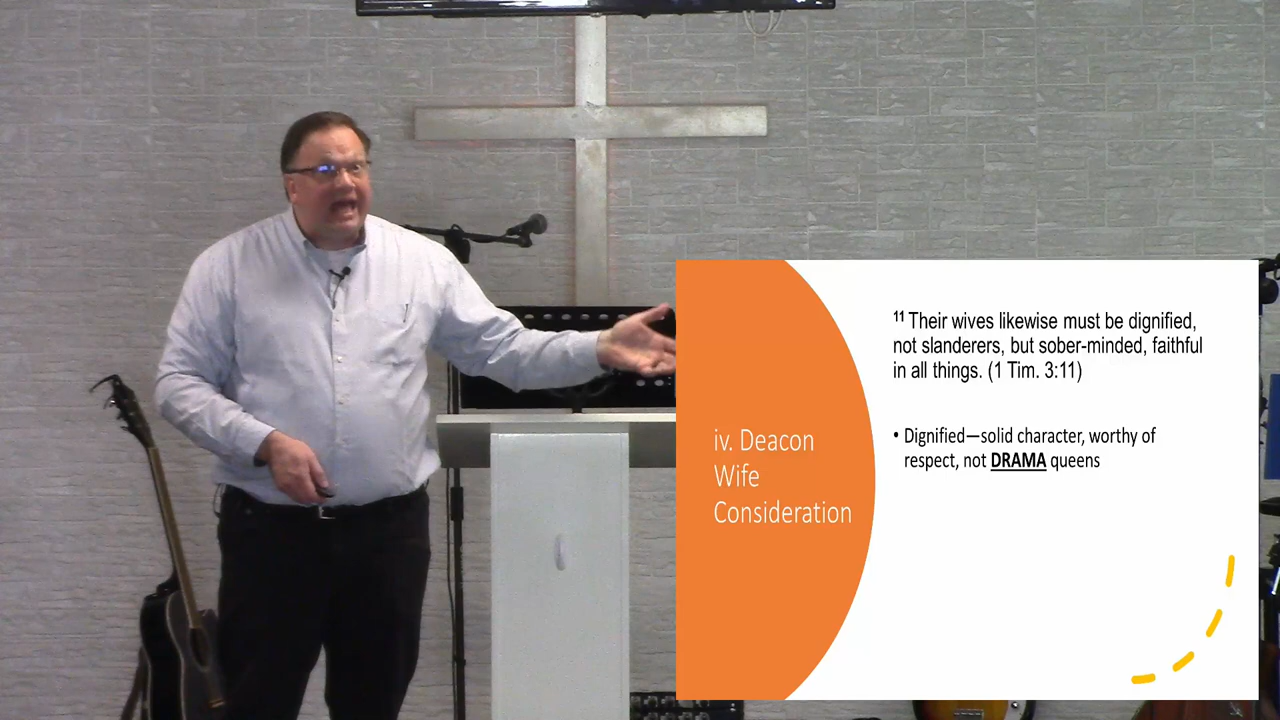 iv. Deacon
Wife
Consideration
¹¹ Their wives likewise must be dignified,
not slanderers, but sober-minded, faithful
in all things. (1 Tim. 3:11)
• Dignified—solid character, worthy of
respect, not DRAMA queens